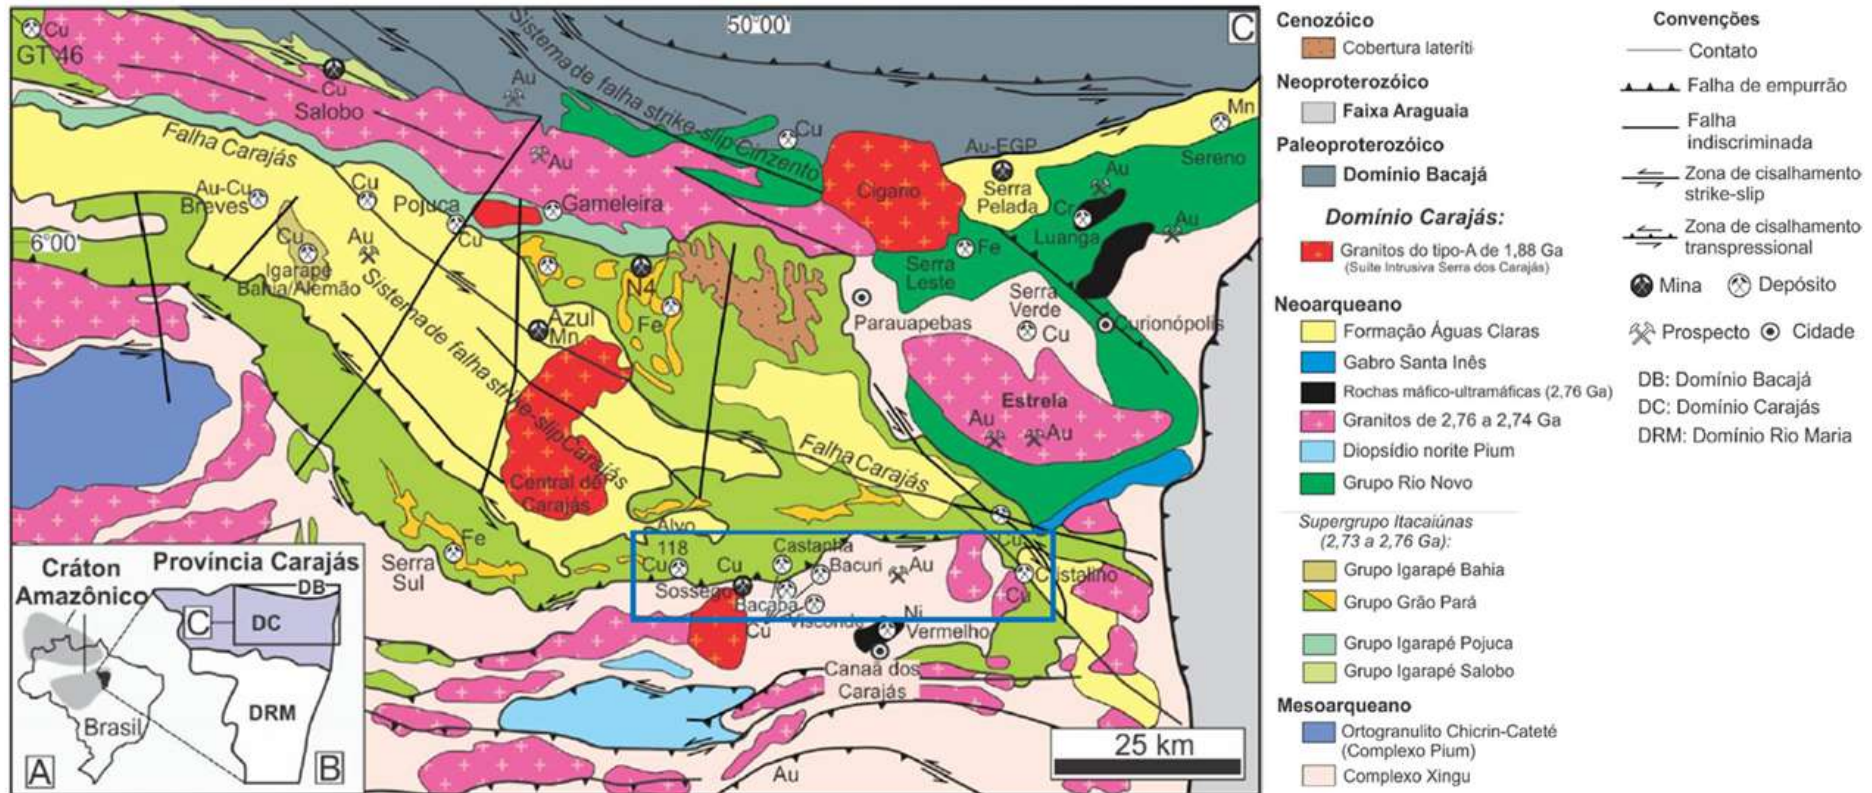 Cu
GT 46
Cu
Salobo
Sistema de falha strike-slip Cinzento
50°00'
C
Au
Cu
Mn
Falha Carajás
Au
Au-EGP
Serra
Pelada
Au
Sereno
Cigano
Au-Cu
Breves
Cu
Pojuca
Cu
Gameleira
Cr
Luanga
Au
6°00'
Cu
Igarapé
Bahia/Alemão
Au
Sistema de falha strike-slip Carajás
N4
Fe
Azul
Mn
Serra
Leste
Fe
Parauapebas
Serra
Verde
Cu
Curionópolis
Estrela
Au
Au
Falha Carajás
Central de
Carajás
Fe
Serra
Sul
Alvo
118
Cu
Cu
Sossego
Castanha
Bacuri
Bacaba
Visconde
Cu
Au
Cu
Cristalino
Cu
Ni
Vermelho
Canaã dos
Carajás
Au
25 km
Cráton
Amazônico
Brasil
A
Província Carajás
DB
C
DC
DRM
B
Cenozóico
Cobertura lateríti
Neoproterozóico
Faixa Araguaia
Paleoproterozóico
Domínio Bacajá
Domínio Carajás:
Granitos do tipo-A de 1,88 Ga
(Suíte Intrusiva Serra dos Carajás)
Neoarqueano
Formação Águas Claras
Gabro Santa Inês
Rochas máfico-ultramáficas (2,76 Ga)
Granitos de 2,76 a 2,74 Ga
Diopsídio norite Pium
Grupo Rio Novo
Supergrupo Itacaiúnas
(2,73 a 2,76 Ga):
Grupo Igarapé Bahia
Grupo Grão Pará
Grupo Igarapé Pojuca
Grupo Igarapé Salobo
Mesoarqueano
Ortogranulito Chicrin-Cateté
(Complexo Pium)
Complexo Xingu
Convenções
Contato
Falha de empurrão
Falha
indiscriminada
Zona de cisalhamento
strike-slip
Zona de cisalhamento
transpressional
Mina
Depósito
Prospecto
Cidade
DB: Domínio Bacajá
DC: Domínio Carajás
DRM: Domínio Rio Maria